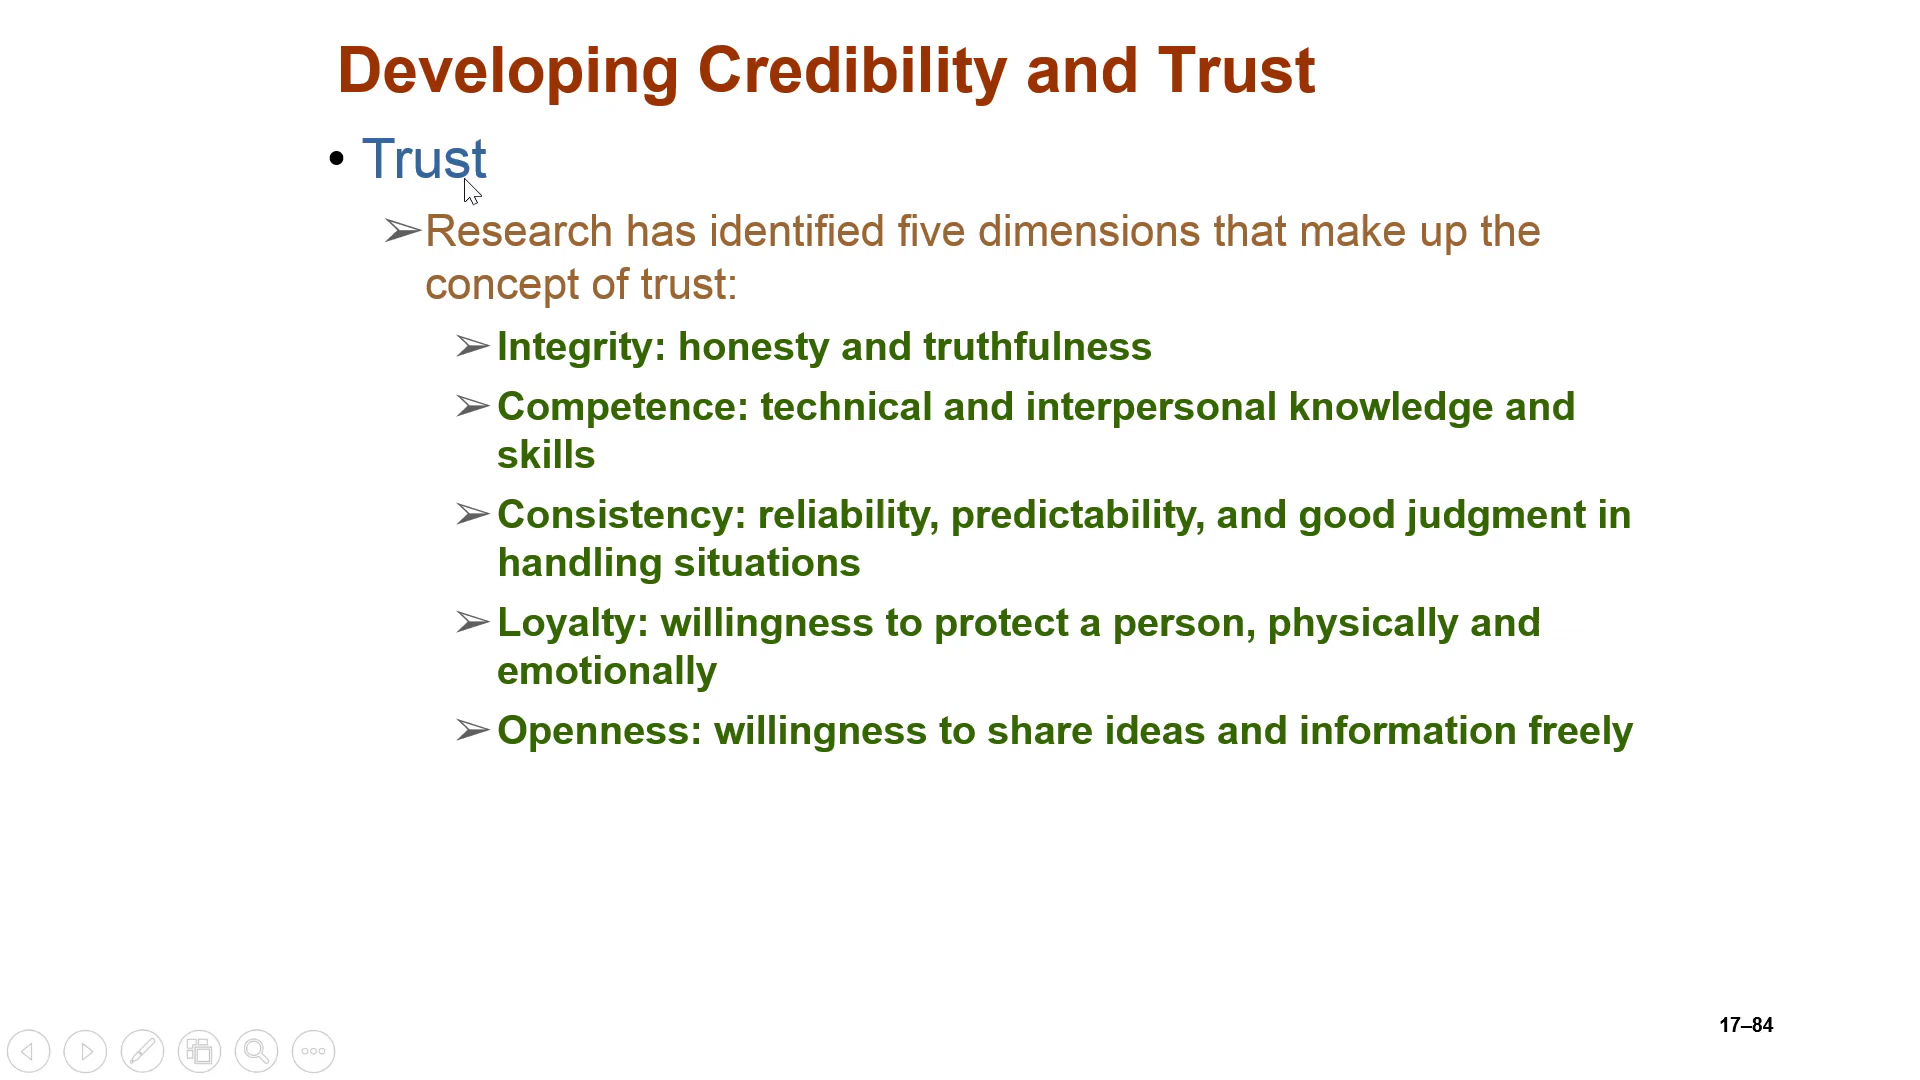 Developing Credibility and Trust
• Trust
➢Research has identified five dimensions that make up the
concept of trust:
➢Integrity: honesty and truthfulness
➢Competence: technical and interpersonal knowledge and
skills
➢Consistency: reliability, predictability, and good judgment in
handling situations
➢Loyalty: willingness to protect a person, physically and
emotionally
➢Openness: willingness to share ideas and information freely
17–84